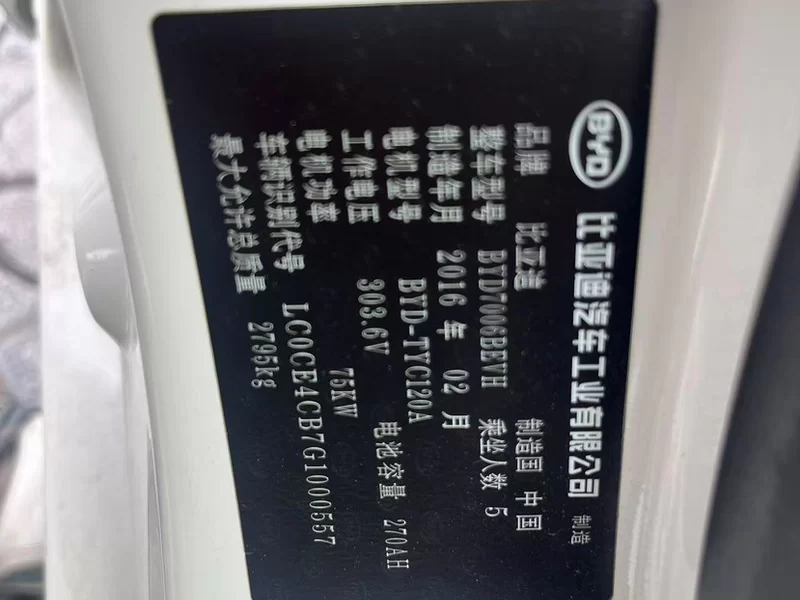 BYD 比亚迪汽车工业有限公司 制造
品牌 比亚迪 制造国 中国
整车型号 BYD7006BEVH 乘坐人数 5
制造年月 2016 年 02 月
电机型号 BYD-TYC120A
工作电压 303.6V 电池容量 270AH
电机功率 75KW
车辆识别代号 LC0CE4CB7G1000557
最大允许总质量 2795kg